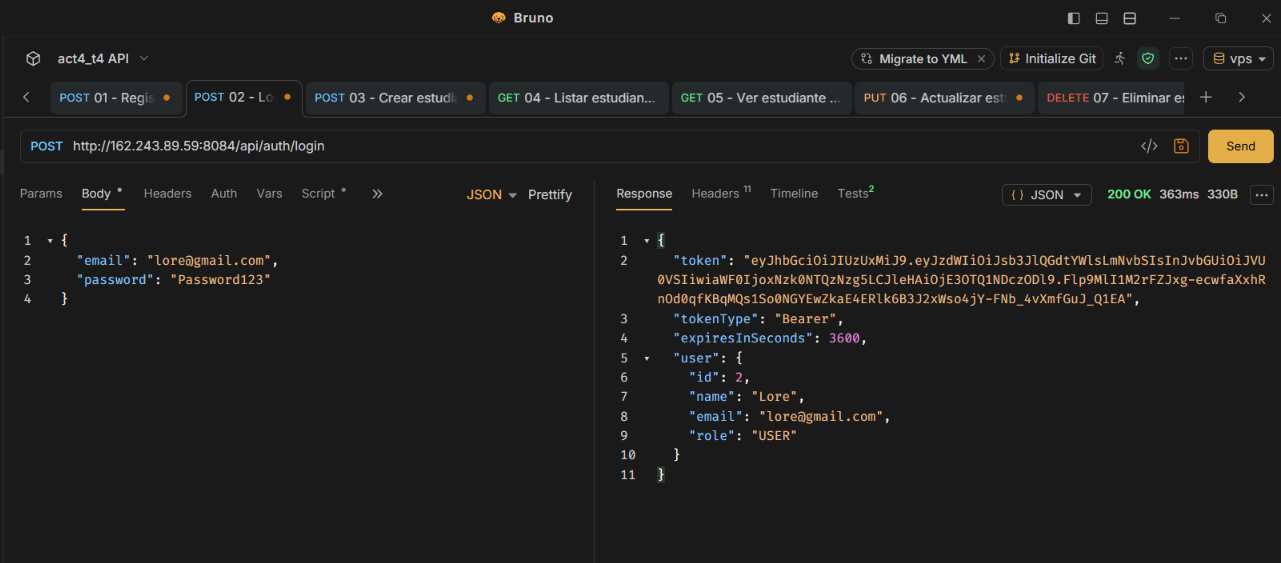 Bruno
act4_t4 API
Migrate to YML
Initialize Git
vps
POST 01 - Regis
POST 02 - Lo
POST 03 - Crear estudi
GET 04 - Listar estudian...
GET 05 - Ver estudiante ...
PUT 06 - Actualizar est
DELETE 07 - Eliminar es
POST http://162.243.89.59:8084/api/auth/login
Send
Params Body Headers Auth Vars Script JSON Prettify
Response Headers 11 Timeline Tests 2 { } JSON 200 OK 363ms 330B
1 {
2 "email": "lore@gmail.com",
3 "password": "Password123"
4 }
1 {
2 "token": "eyJhbGciOiJIUzUxMiJ9.eyJzdWIiOiJsb3JlQGdtYWlsLmNvbSIsInJvbGUiOiJVU
0VSIiwiaWF0IjoxNzk0NTQzNzg5LCJleHAiOjE3OTQ1NDczODl9.Flp9MlI1M2rFZJxg-ecwfaXxhR
nOd0qfKBqMQs1So0NGYEwZkaE4ERlk6B3J2xWso4jY-FNb_4vXmfGuJ_Q1EA",
3 "tokenType": "Bearer",
4 "expiresInSeconds": 3600,
5 "user": {
6 "id": 2,
7 "name": "Lore",
8 "email": "lore@gmail.com",
9 "role": "USER"
10 }
11 }